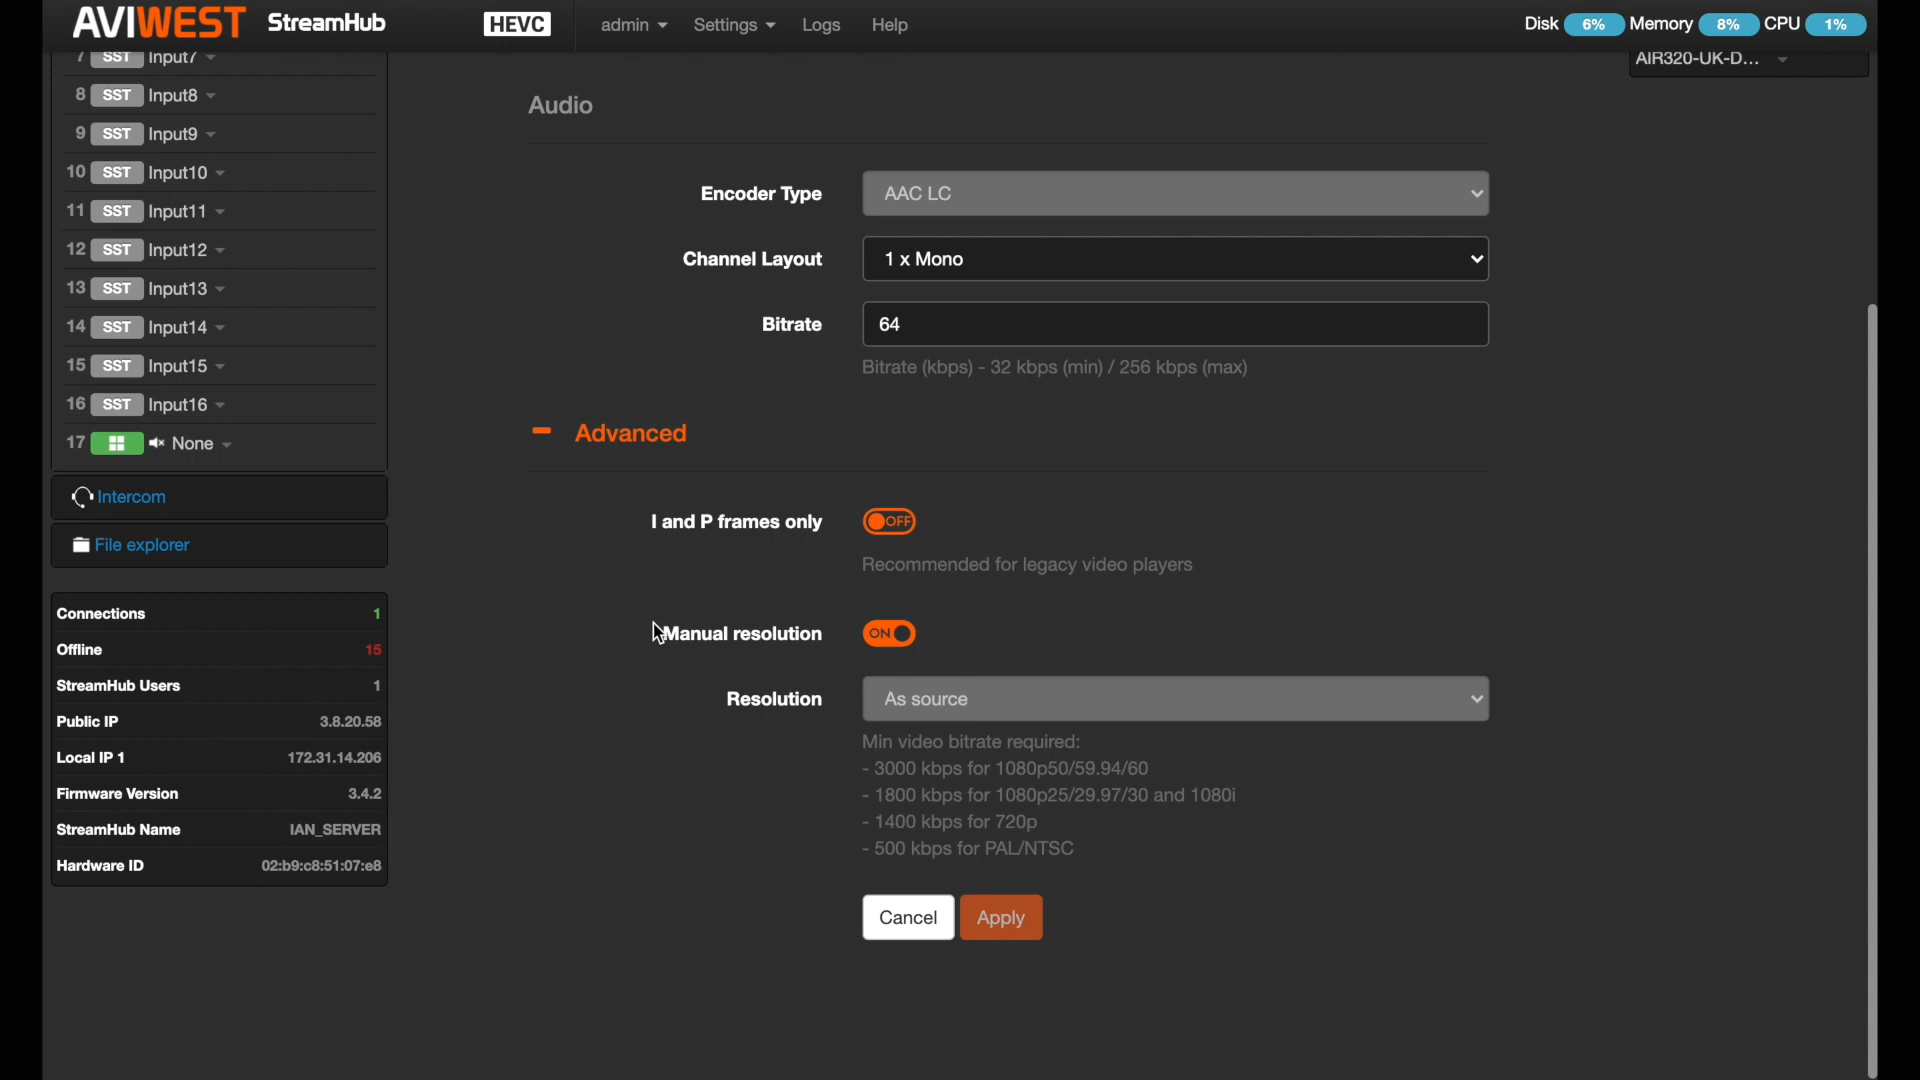 AVIWEST StreamHub HEVC admin Settings Logs Help Disk 6% Memory 8% CPU 1%
AIR320-UK-D...
7 SST Input7
8 SST Input8
9 SST Input9
10 SST Input10
11 SST Input11
12 SST Input12
13 SST Input13
14 SST Input14
15 SST Input15
16 SST Input16
17 None
Intercom
File explorer
Connections 1
Offline 15
StreamHub Users 1
Public IP 3.8.20.58
Local IP 1 172.31.14.206
Firmware Version 3.4.2
StreamHub Name IAN_SERVER
Hardware ID 02:b9:c8:51:07:e8
Audio
Encoder Type AAC LC
Channel Layout 1 x Mono
Bitrate 64
Bitrate (kbps) - 32 kbps (min) / 256 kbps (max)
Advanced
I and P frames only OFF
Recommended for legacy video players
Manual resolution ON
Resolution As source
Min video bitrate required:
- 3000 kbps for 1080p50/59.94/60
- 1800 kbps for 1080p25/29.97/30 and 1080i
- 1400 kbps for 720p
- 500 kbps for PAL/NTSC
Cancel Apply